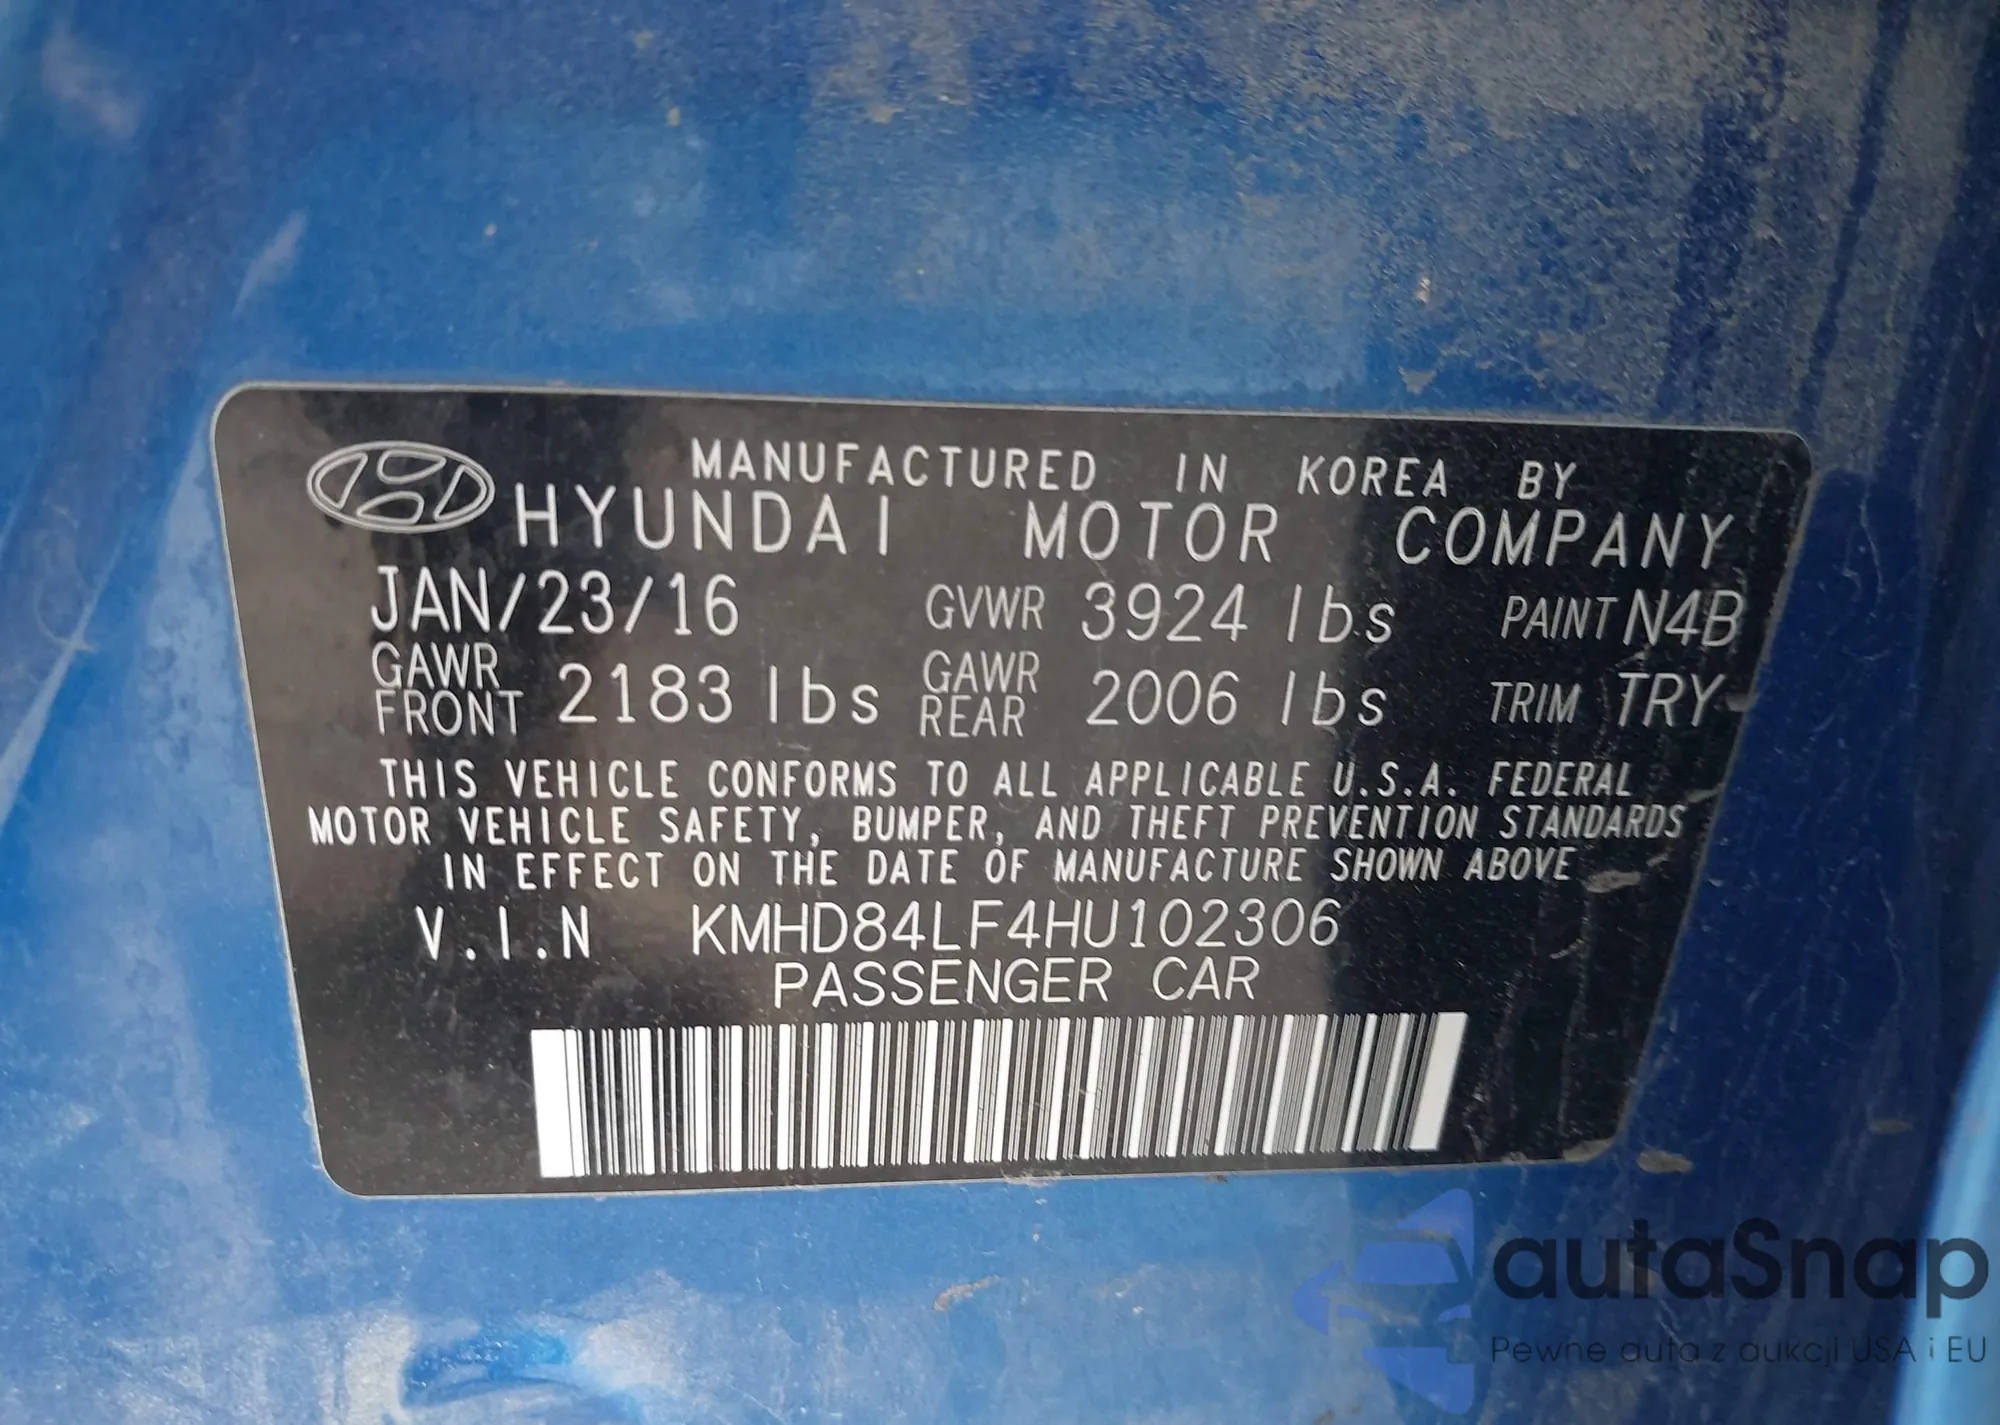 MANUFACTURED IN KOREA BY
HYUNDAI MOTOR COMPANY
JAN/23/16 GVWR 3924 lbs PAINT N4B
GAWR FRONT 2183 lbs GAWR REAR 2006 lbs TRIM TRY
THIS VEHICLE CONFORMS TO ALL APPLICABLE U.S.A. FEDERAL
MOTOR VEHICLE SAFETY, BUMPER, AND THEFT PREVENTION STANDARDS
IN EFFECT ON THE DATE OF MANUFACTURE SHOWN ABOVE
V.I.N KMHD84LF4HU102306
PASSENGER CAR
autaSnap
Pewne auta z aukcji USA i EU